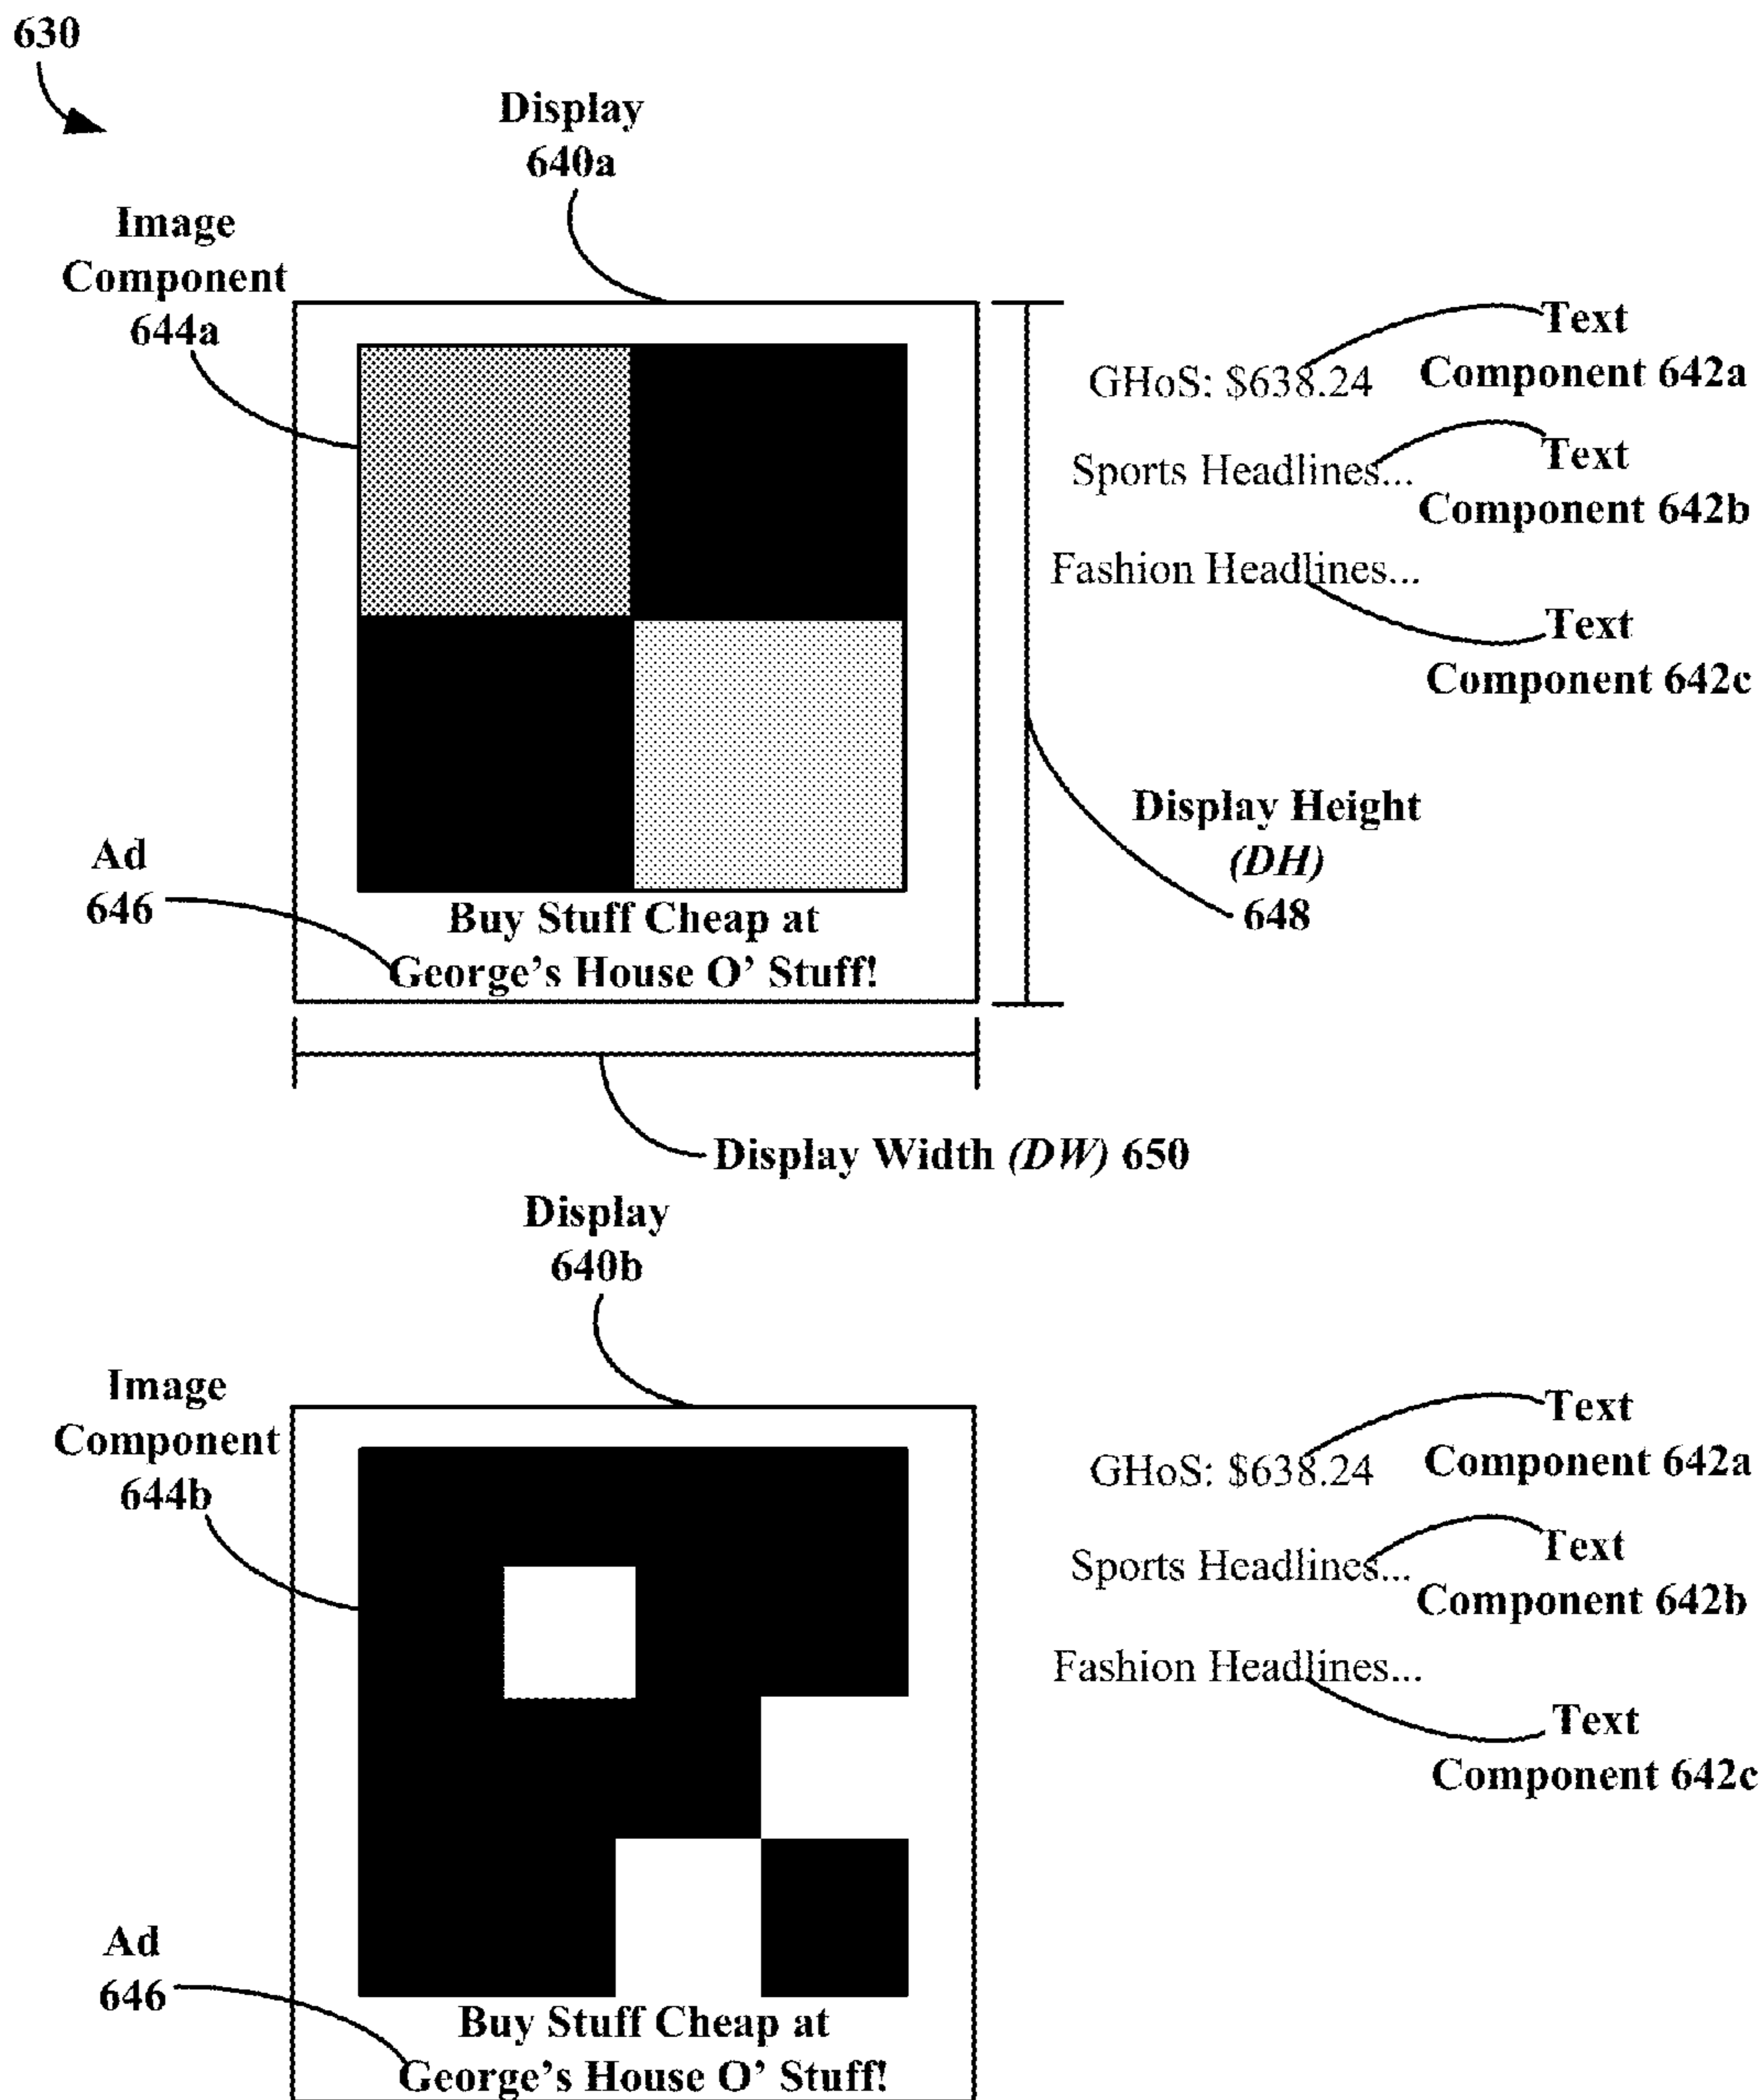 630
Display
640a
Image
Component
644a
GHoS: $638.24
Text
Component 642a
Sports Headlines...
Text
Component 642b
Fashion Headlines...
Text
Component 642c
Display Height
(DH)
648
Ad
646
Buy Stuff Cheap at
George's House O' Stuff!
Display Width (DW) 650
Display
640b
Image
Component
644b
GHoS: $638.24
Text
Component 642a
Sports Headlines...
Text
Component 642b
Fashion Headlines...
Text
Component 642c
Ad
646
Buy Stuff Cheap at
George's House O' Stuff!